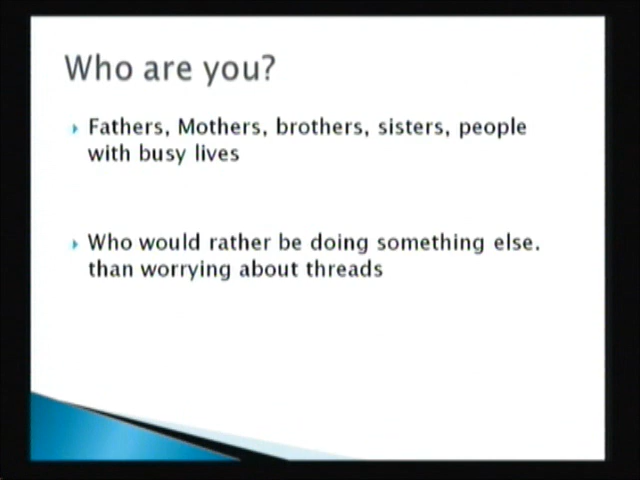 Who are you?
Fathers, Mothers, brothers, sisters, people
with busy lives
Who would rather be doing something else.
than worrying about threads